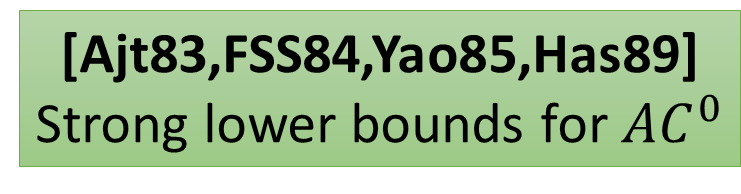 [Ajt83,FSS84,Yao85,Has89]
Strong lower bounds for AC⁰